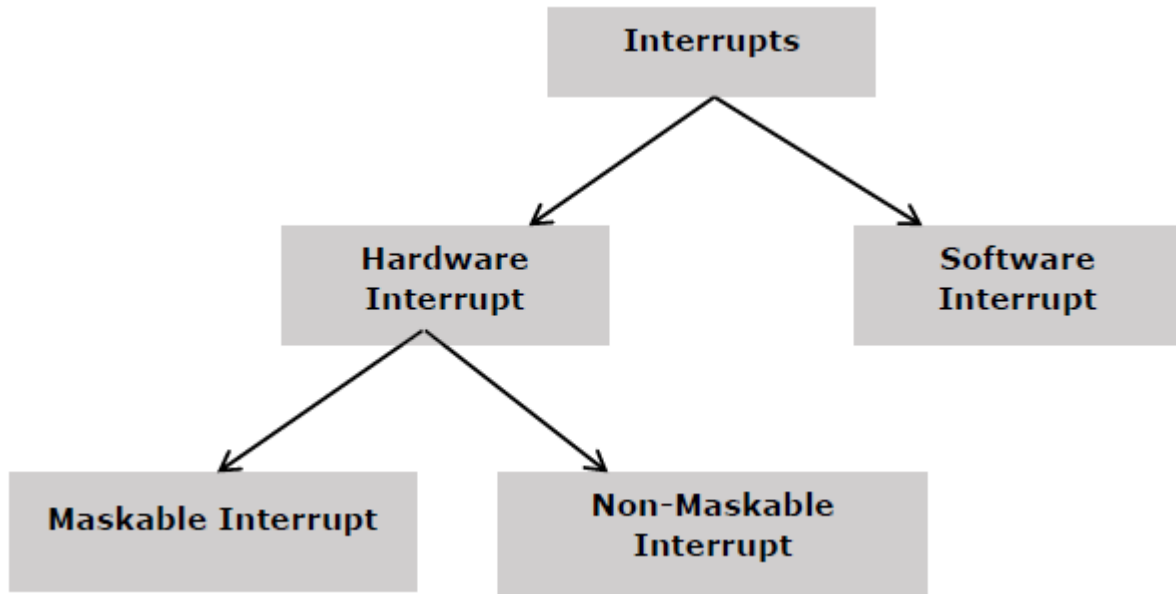 Interrupts
Hardware
Interrupt
Software
Interrupt
Maskable Interrupt
Non-Maskable
Interrupt